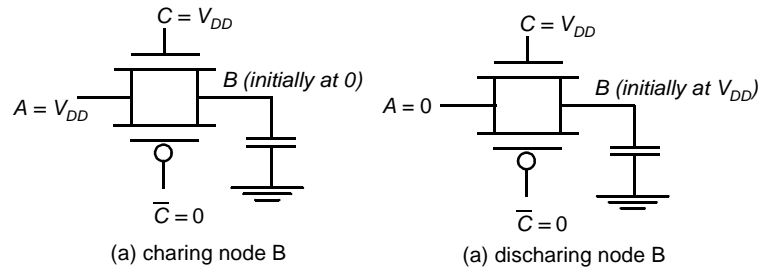 C = V_DD
B (initially at 0)
A = V_DD
C̅ = 0
(a) charing node B
C = V_DD
B (initially at V_DD)
A = 0
C̅ = 0
(a) discharing node B